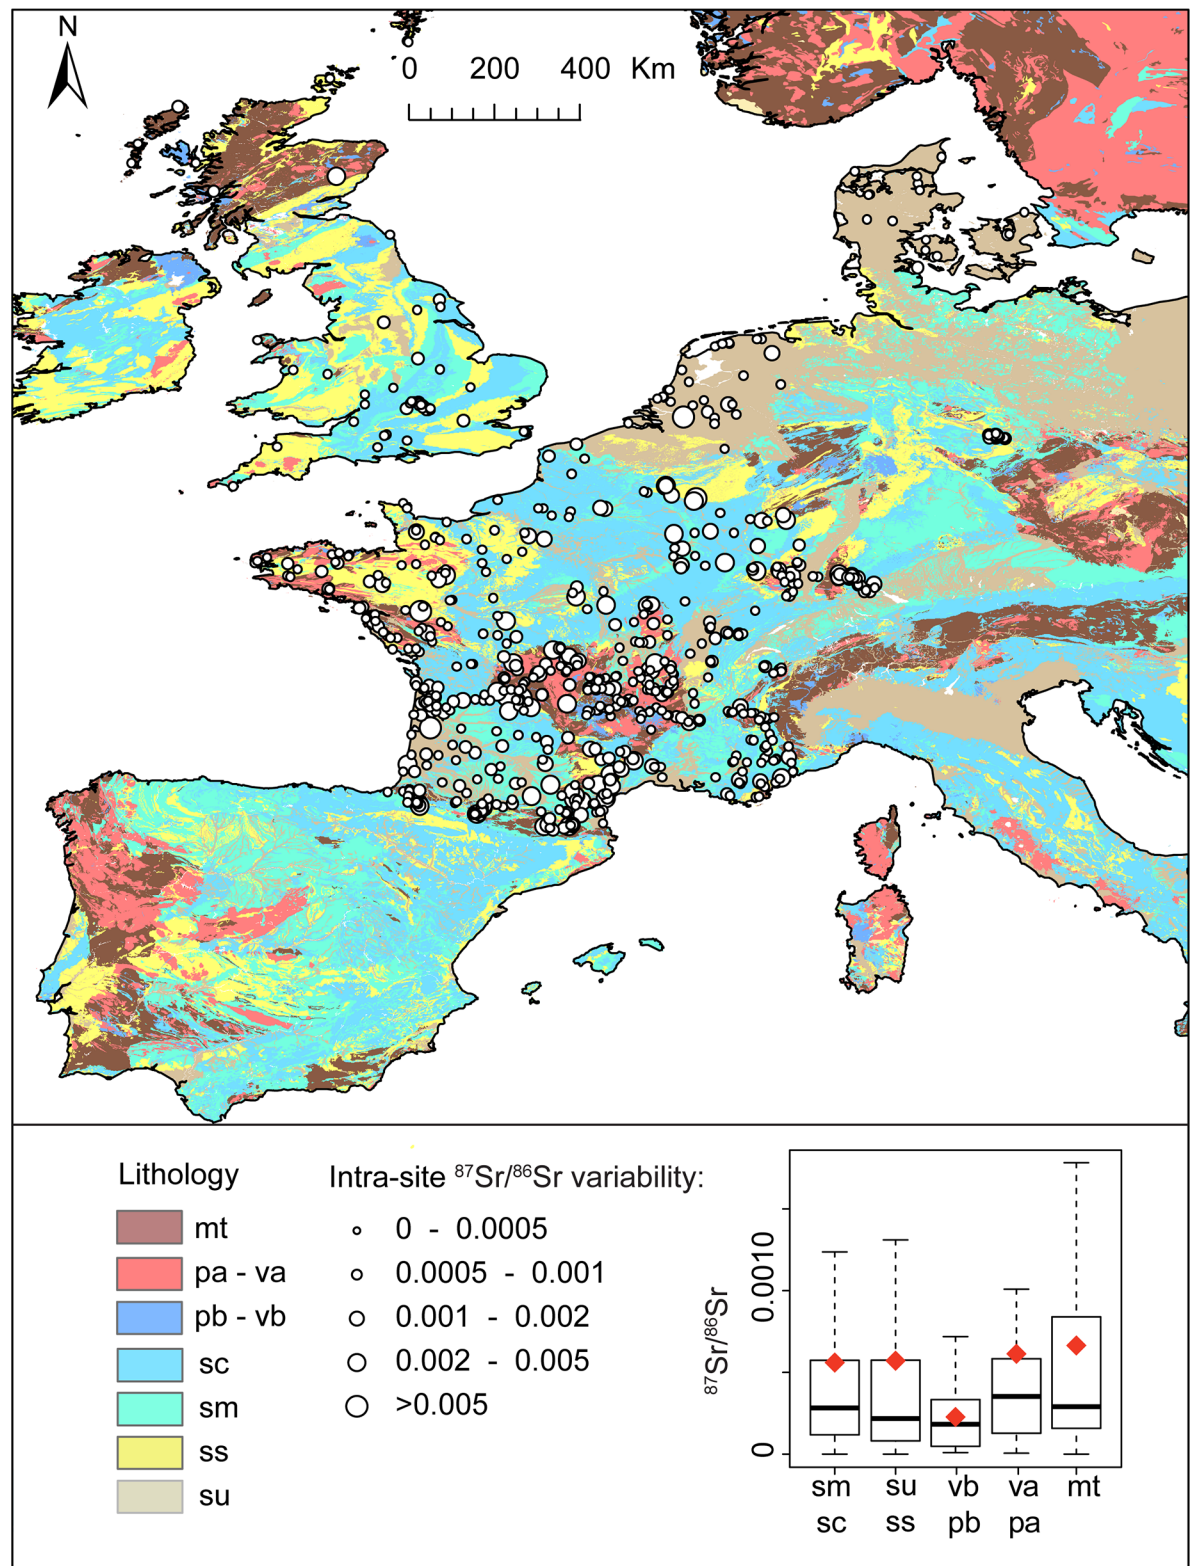 N
0 200 400 Km
Lithology
mt
pa - va
pb - vb
sc
sm
ss
su
Intra-site ⁸⁷Sr/⁸⁶Sr variability:
0 - 0.0005
0.0005 - 0.001
0.001 - 0.002
0.002 - 0.005
>0.005
⁸⁷Sr/⁸⁶Sr
0.0010
0
sm su vb va mt
sc ss pb pa